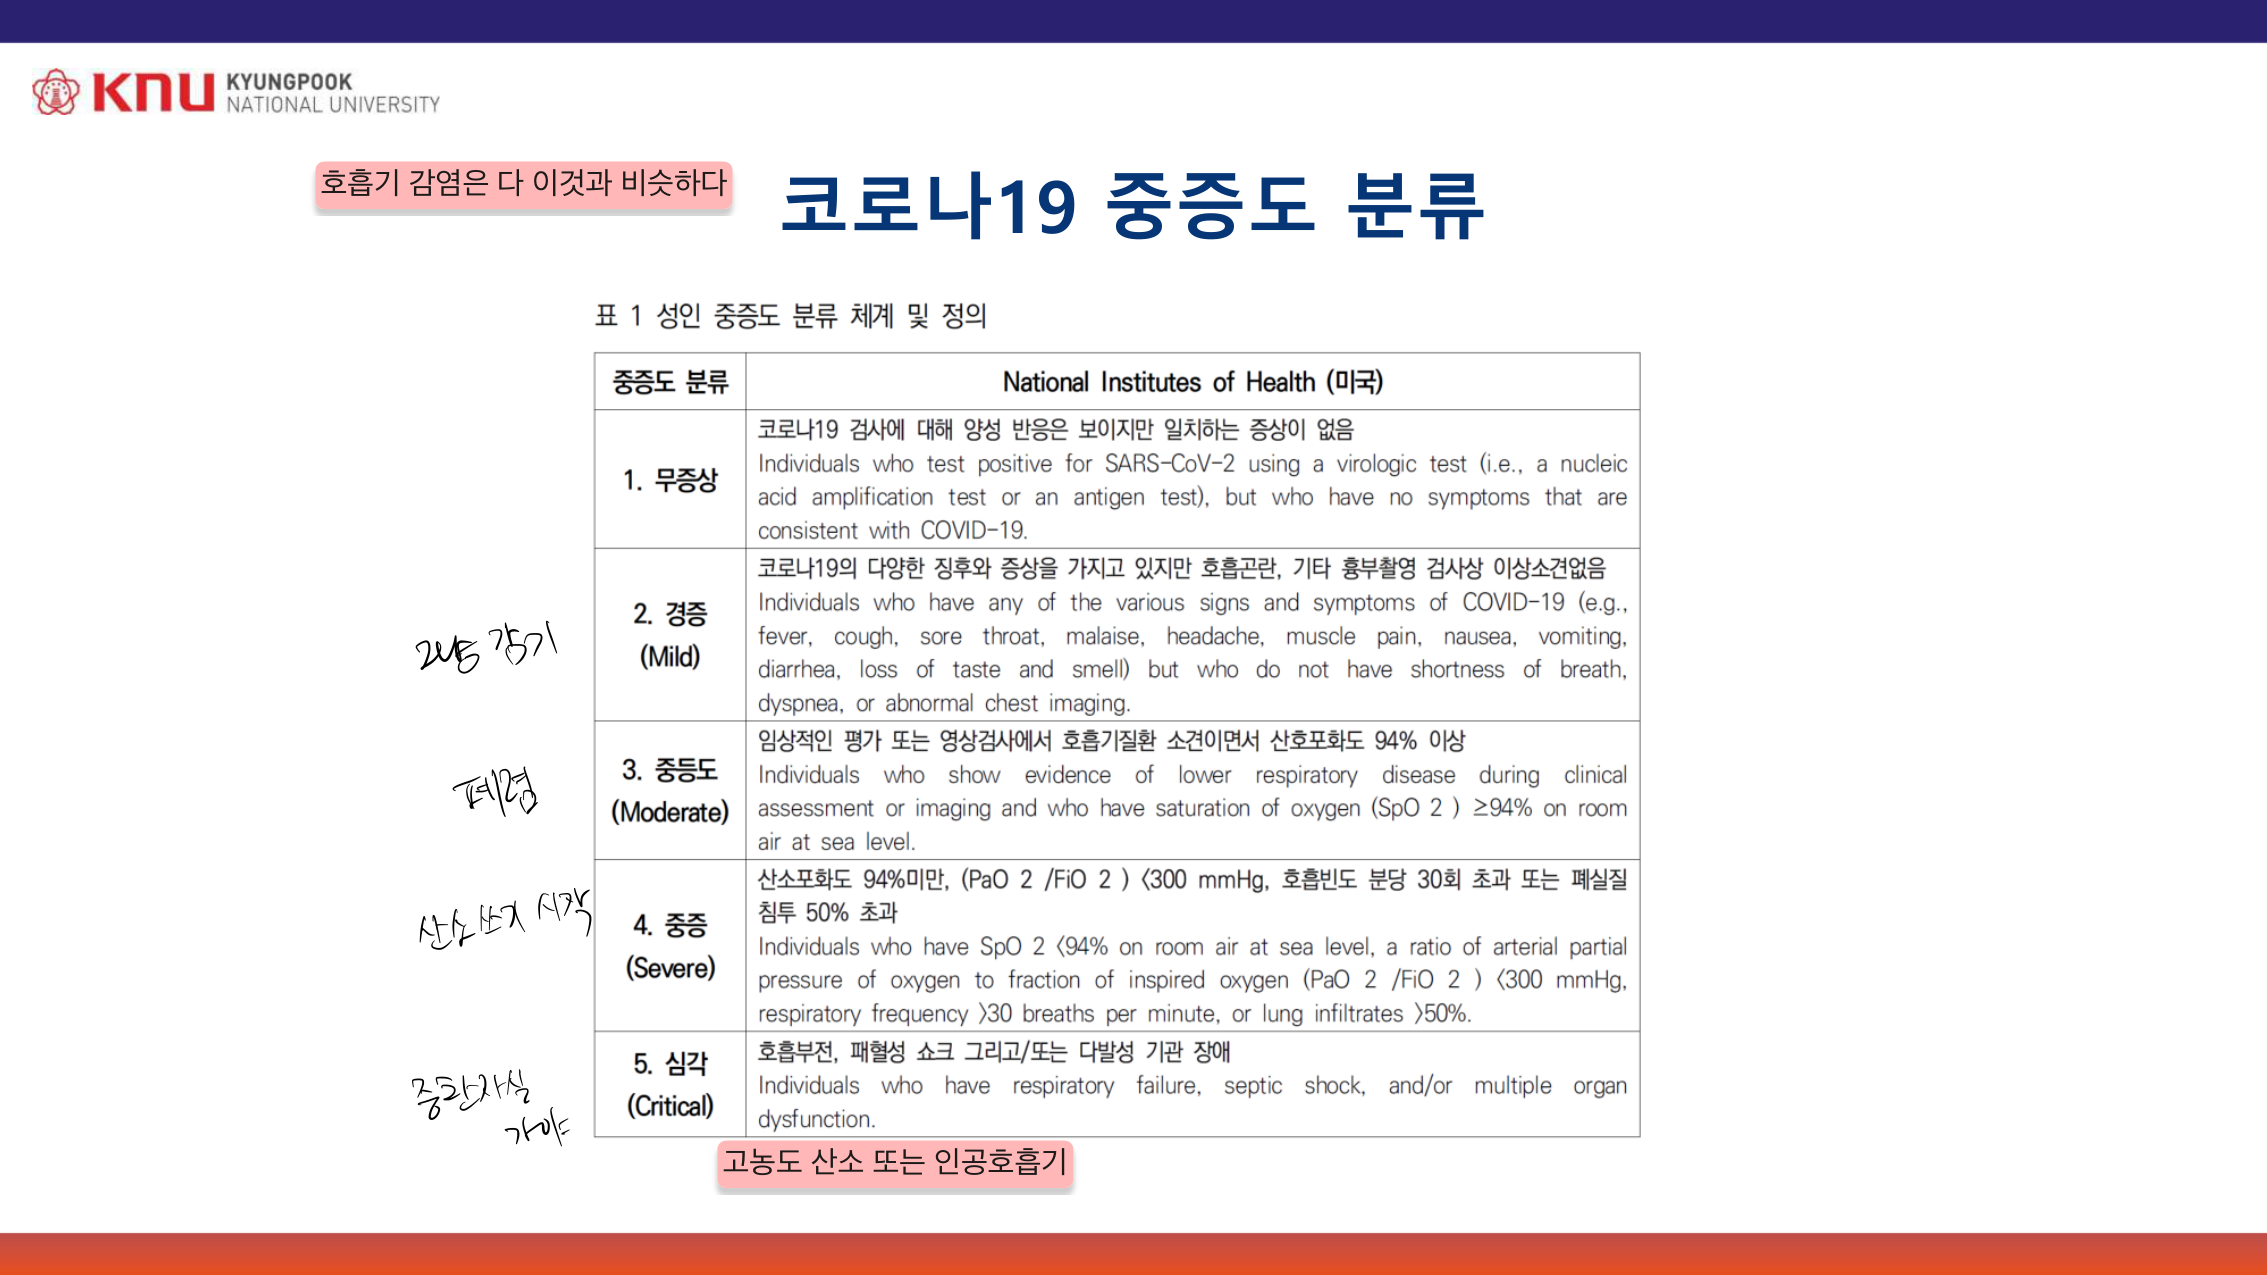 KNU KYUNGPOOK
NATIONAL UNIVERSITY
호흡기 감염은 다 이것과 비슷하다
코로나19 중증도 분류
표 1 성인 중증도 분류 체계 및 정의
중증도 분류
National Institutes of Health (미국)
1. 무증상
코로나19 검사에 대해 양성 반응은 보이지만 일치하는 증상이 없음
Individuals who test positive for SARS-CoV-2 using a virologic test (i.e., a nucleic
acid amplification test or an antigen test), but who have no symptoms that are
consistent with COVID-19.
그냥 감기
2. 경증
(Mild)
코로나19의 다양한 징후와 증상을 가지고 있지만 호흡곤란, 기타 흉부촬영 검사상 이상소견없음
Individuals who have any of the various signs and symptoms of COVID-19 (e.g.,
fever, cough, sore throat, malaise, headache, muscle pain, nausea, vomiting,
diarrhea, loss of taste and smell) but who do not have shortness of breath,
dyspnea, or abnormal chest imaging.
폐렴
3. 중등도
(Moderate)
임상적인 평가 또는 영상검사에서 호흡기질환 소견이면서 산호포화도 94% 이상
Individuals who show evidence of lower respiratory disease during clinical
assessment or imaging and who have saturation of oxygen (SpO 2 ) ≥94% on room
air at sea level.
산소 쓰기 시작
4. 중증
(Severe)
산소포화도 94%미만, (PaO 2 /FiO 2 ) <300 mmHg, 호흡빈도 분당 30회 초과 또는 폐실질
침투 50% 초과
Individuals who have SpO 2 <94% on room air at sea level, a ratio of arterial partial
pressure of oxygen to fraction of inspired oxygen (PaO 2 /FiO 2 ) <300 mmHg,
respiratory frequency >30 breaths per minute, or lung infiltrates >50%.
중환자실
가야
5. 심각
(Critical)
호흡부전, 패혈성 쇼크 그리고/또는 다발성 기관 장애
Individuals who have respiratory failure, septic shock, and/or multiple organ
dysfunction.
고농도 산소 또는 인공호흡기